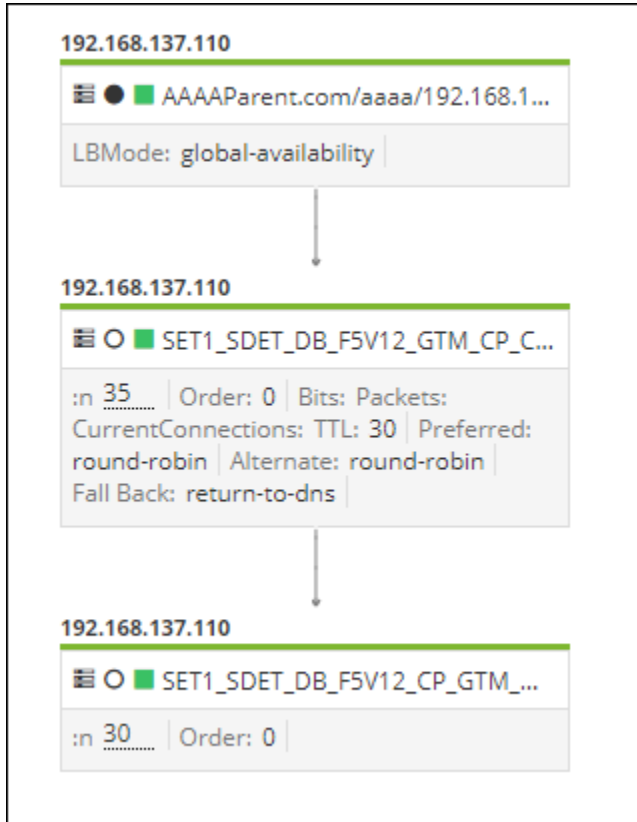 192.168.137.110
AAAAParent.com/aaaa/192.168.1...
LBMode: global-availability
192.168.137.110
SET1_SDET_DB_F5V12_GTM_CP_C...
:n 35 Order: 0 Bits: Packets:
CurrentConnections: TTL: 30 Preferred:
round-robin Alternate: round-robin
Fall Back: return-to-dns
192.168.137.110
SET1_SDET_DB_F5V12_CP_GTM_...
:n 30 Order: 0